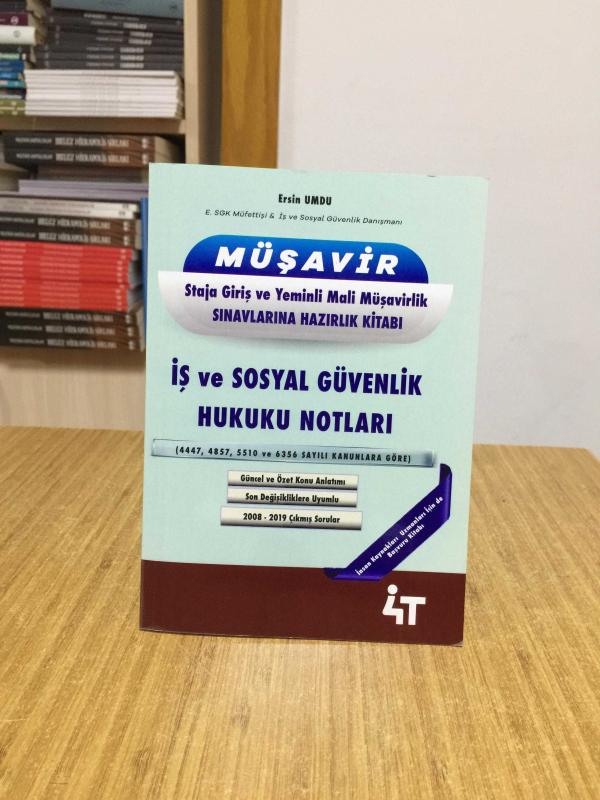 Ersin UMDU
E. SGK Müfettişi & İş ve Sosyal Güvenlik Danışmanı
MÜŞAVİR
Staja Giriş ve Yeminli Mali Müşavirlik
SINAVLARINA HAZIRLIK KİTABI
İŞ ve SOSYAL GÜVENLİK
HUKUKU NOTLARI
(4447, 4857, 5510 ve 6356 SAYILI KANUNLARA GÖRE)
Güncel ve Özet Konu Anlatımı
Son Değişikliklere Uyumlu
2008 - 2019 Çıkmış Sorular
İnsan Kaynakları Uzmanları İçin de
Başvuru Kitabı
4T